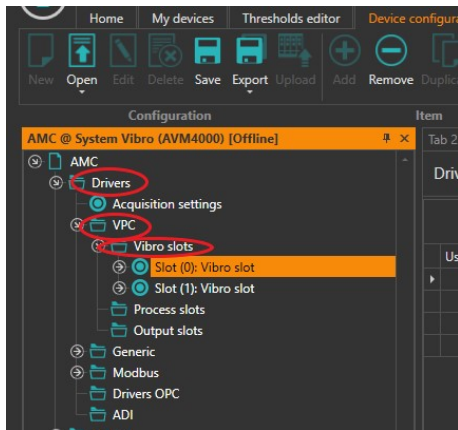 Home My devices Thresholds editor Device configura
New Open Edit Delete Save Export Upload Add Remove Duplic
Configuration Item
AMC @ System Vibro (AVM4000) [Offline] Tab 2
AMC
Driv
Drivers
Acquisition settings
VPC
Vibro slots
Us
Slot (0): Vibro slot
Slot (1): Vibro slot
Process slots
Output slots
Generic
Modbus
Drivers OPC
ADI